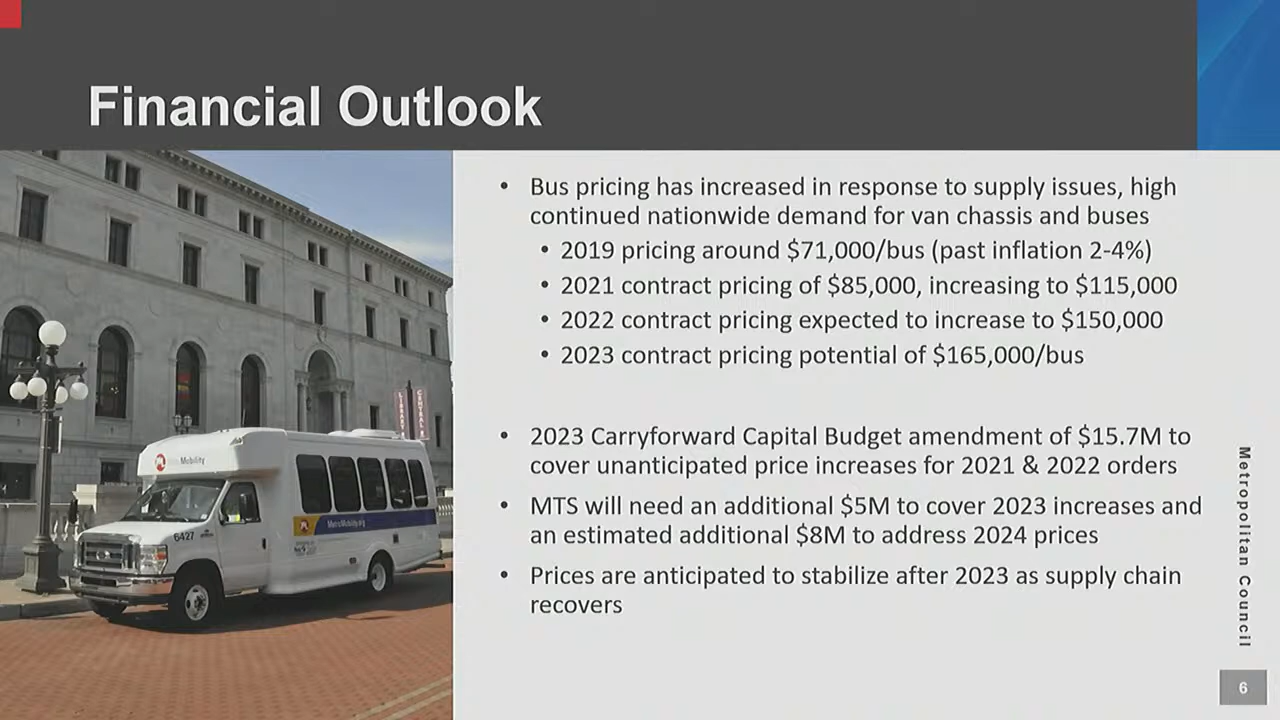 Financial Outlook
• Bus pricing has increased in response to supply issues, high
continued nationwide demand for van chassis and buses
• 2019 pricing around $71,000/bus (past inflation 2-4%)
• 2021 contract pricing of $85,000, increasing to $115,000
• 2022 contract pricing expected to increase to $150,000
• 2023 contract pricing potential of $165,000/bus
• 2023 Carryforward Capital Budget amendment of $15.7M to
cover unanticipated price increases for 2021 & 2022 orders
• MTS will need an additional $5M to cover 2023 increases and
an estimated additional $8M to address 2024 prices
• Prices are anticipated to stabilize after 2023 as supply chain
recovers
LIBRARY
CENTRAL
Mobility
MetroMobility.org
6427
Metropolitan Council
6